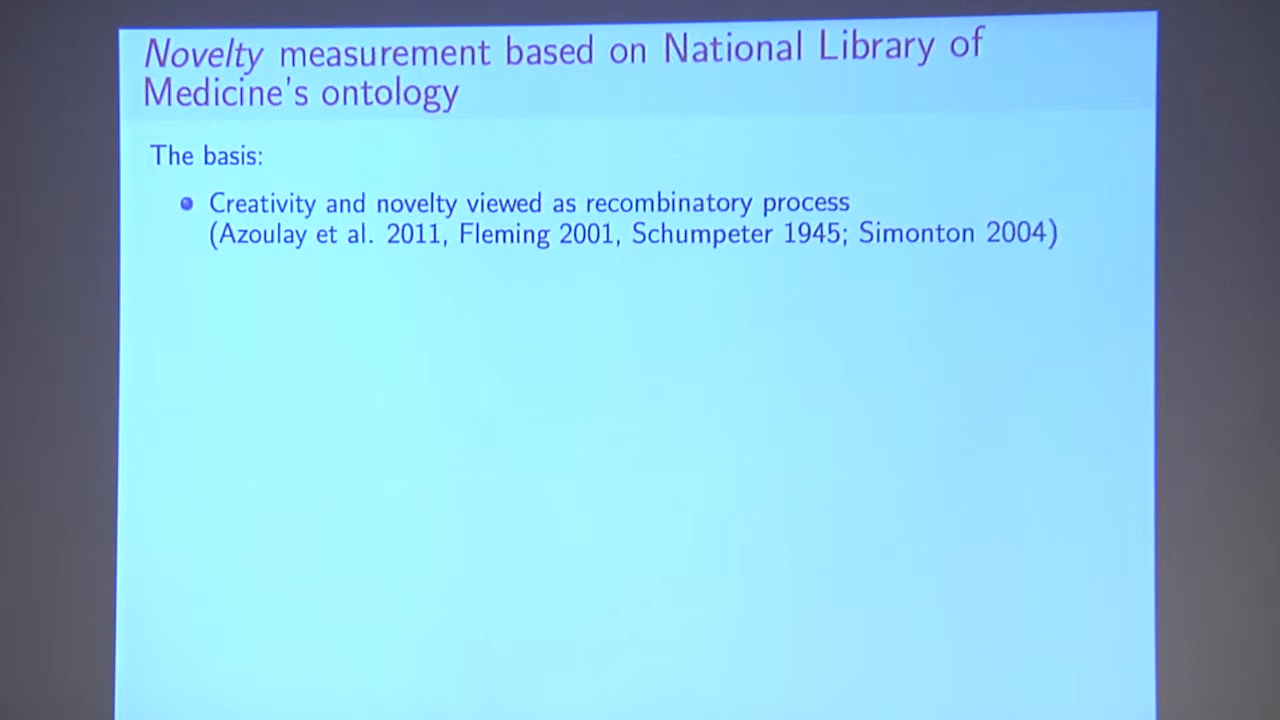 Novelty measurement based on National Library of
Medicine's ontology
The basis:
Creativity and novelty viewed as recombinatory process
(Azoulay et al. 2011, Fleming 2001, Schumpeter 1945; Simonton 2004)